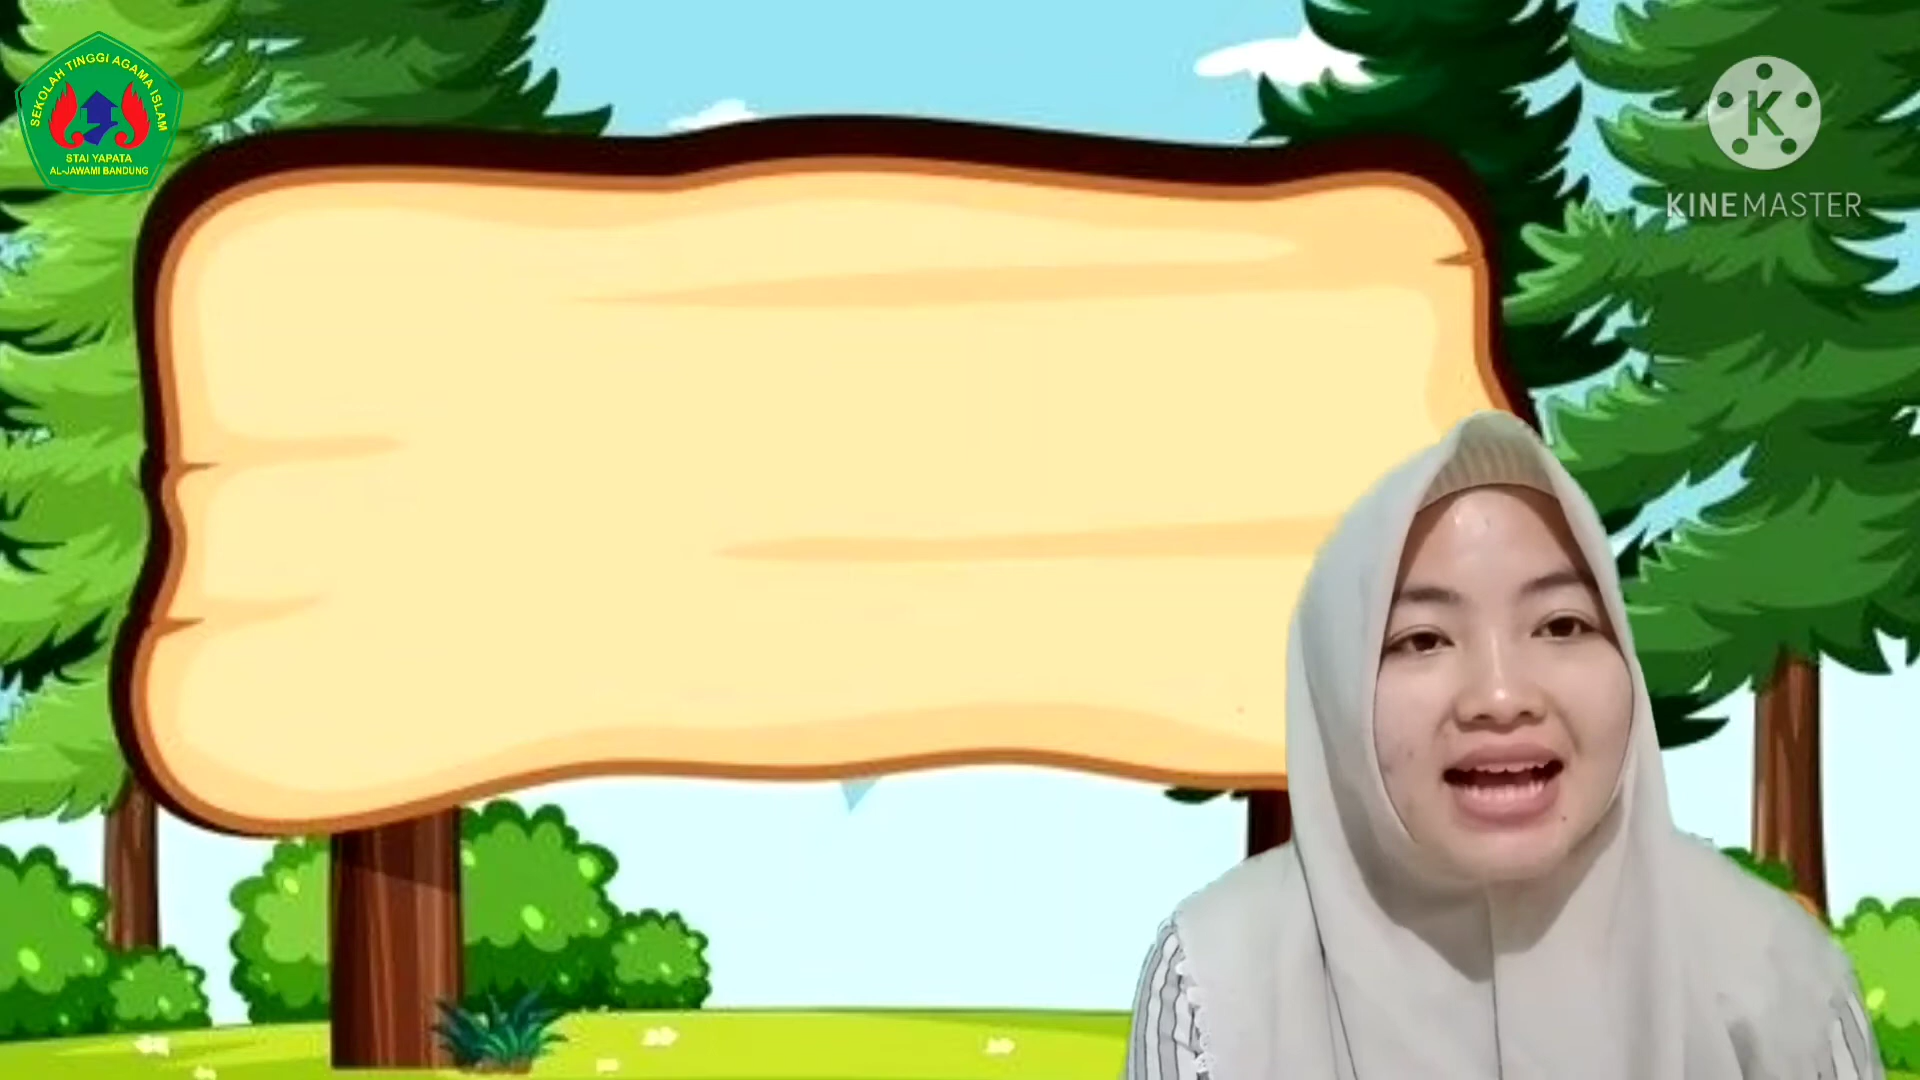 SEKOLAH TINGGI AGAMA ISLAM
STAI YAPATA
AL-JAWAMI BANDUNG
K
KINEMASTER